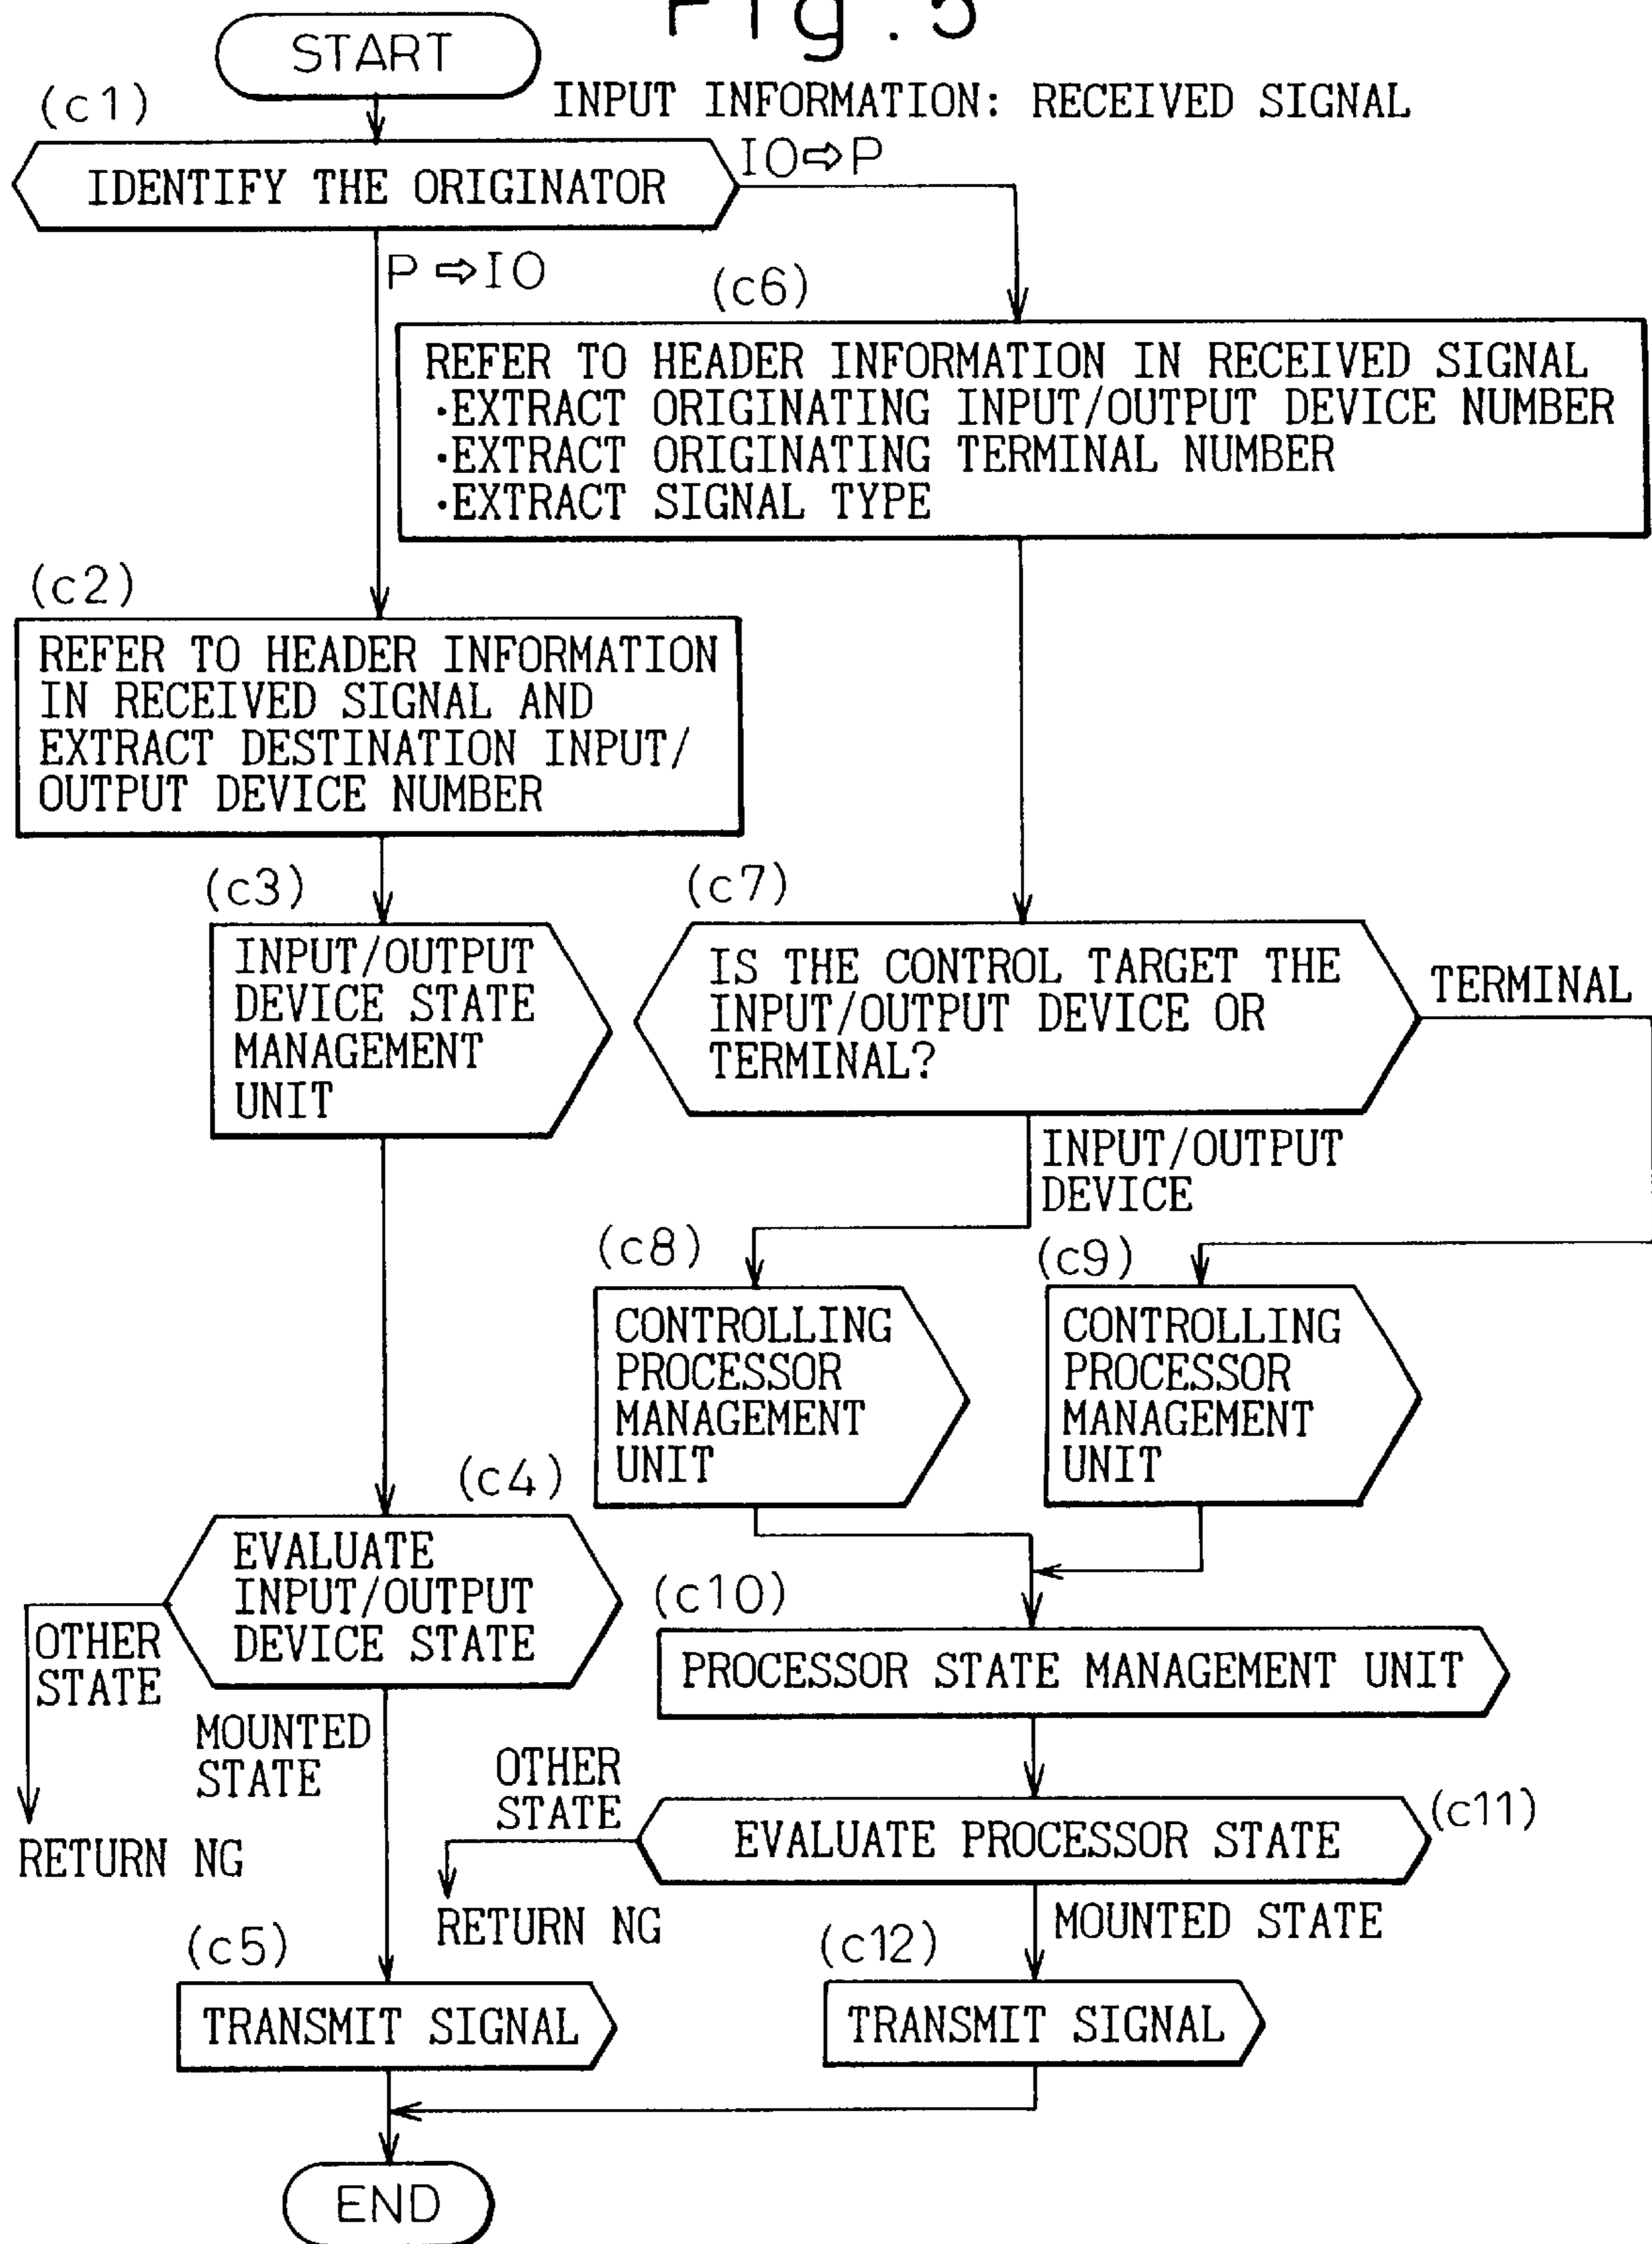 Fig.5
START
(c1)
INPUT INFORMATION: RECEIVED SIGNAL
IDENTIFY THE ORIGINATOR
IO⇨P
P⇨IO
(c6)
REFER TO HEADER INFORMATION IN RECEIVED SIGNAL
·EXTRACT ORIGINATING INPUT/OUTPUT DEVICE NUMBER
·EXTRACT ORIGINATING TERMINAL NUMBER
·EXTRACT SIGNAL TYPE
(c2)
REFER TO HEADER INFORMATION
IN RECEIVED SIGNAL AND
EXTRACT DESTINATION INPUT/
OUTPUT DEVICE NUMBER
(c3)
INPUT/OUTPUT
DEVICE STATE
MANAGEMENT
UNIT
(c7)
IS THE CONTROL TARGET THE
INPUT/OUTPUT DEVICE OR
TERMINAL?
TERMINAL
INPUT/OUTPUT
DEVICE
(c8)
CONTROLLING
PROCESSOR
MANAGEMENT
UNIT
(c9)
CONTROLLING
PROCESSOR
MANAGEMENT
UNIT
(c4)
EVALUATE
INPUT/OUTPUT
DEVICE STATE
OTHER
STATE
RETURN NG
MOUNTED
STATE
(c10)
PROCESSOR STATE MANAGEMENT UNIT
OTHER
STATE
(c11)
EVALUATE PROCESSOR STATE
RETURN NG
MOUNTED STATE
(c5)
TRANSMIT SIGNAL
(c12)
TRANSMIT SIGNAL
END